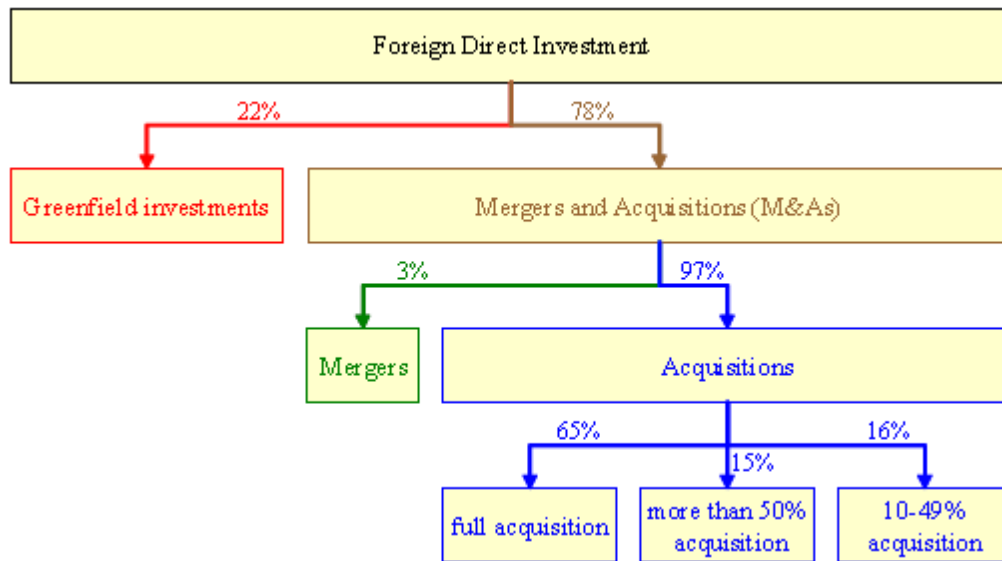 Foreign Direct Investment
22%
78%
Greenfield investments
Mergers and Acquisitions (M&As)
3%
97%
Mergers
Acquisitions
65%
16%
15%
full acquisition
more than 50%
acquisition
10-49%
acquisition